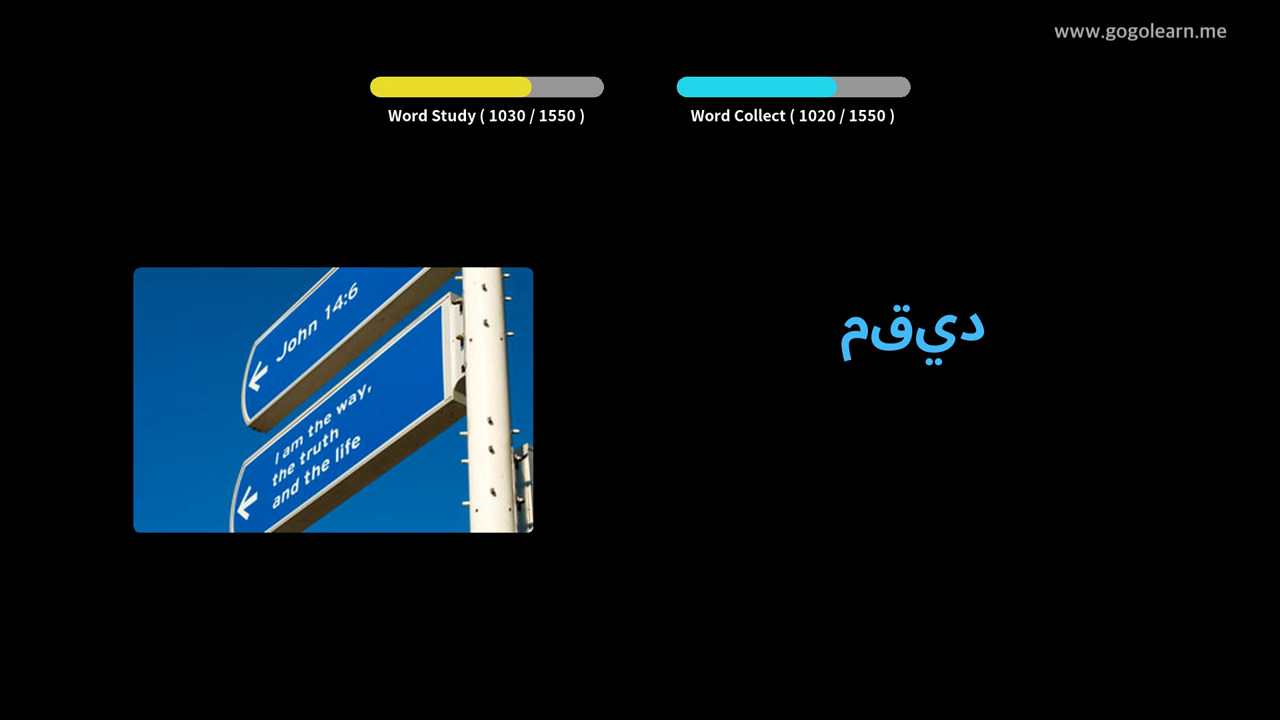 www.gogolearn.me
Word Study ( 1030 / 1550 )
Word Collect ( 1020 / 1550 )
John 14:6
I am the way,
the truth
and the life
ديقم